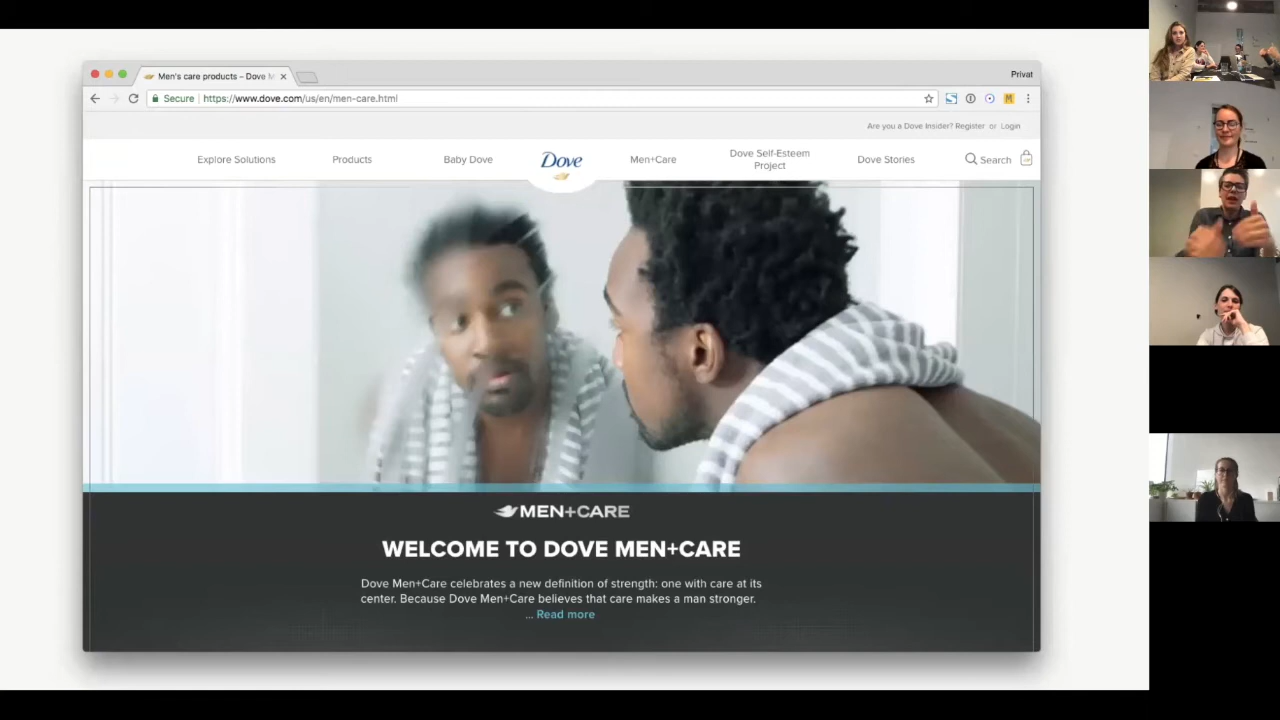 Men's care products – Dove M
Privat
Secure
https://www.dove.com/us/en/men-care.html
M
Are you a Dove Insider? Register or Login
Explore Solutions
Products
Baby Dove
Dove
Men+Care
Dove Self-Esteem
Project
Dove Stories
Search
MEN+CARE
WELCOME TO DOVE MEN+CARE
Dove Men+Care celebrates a new definition of strength: one with care at its
center. Because Dove Men+Care believes that care makes a man stronger.
... Read more